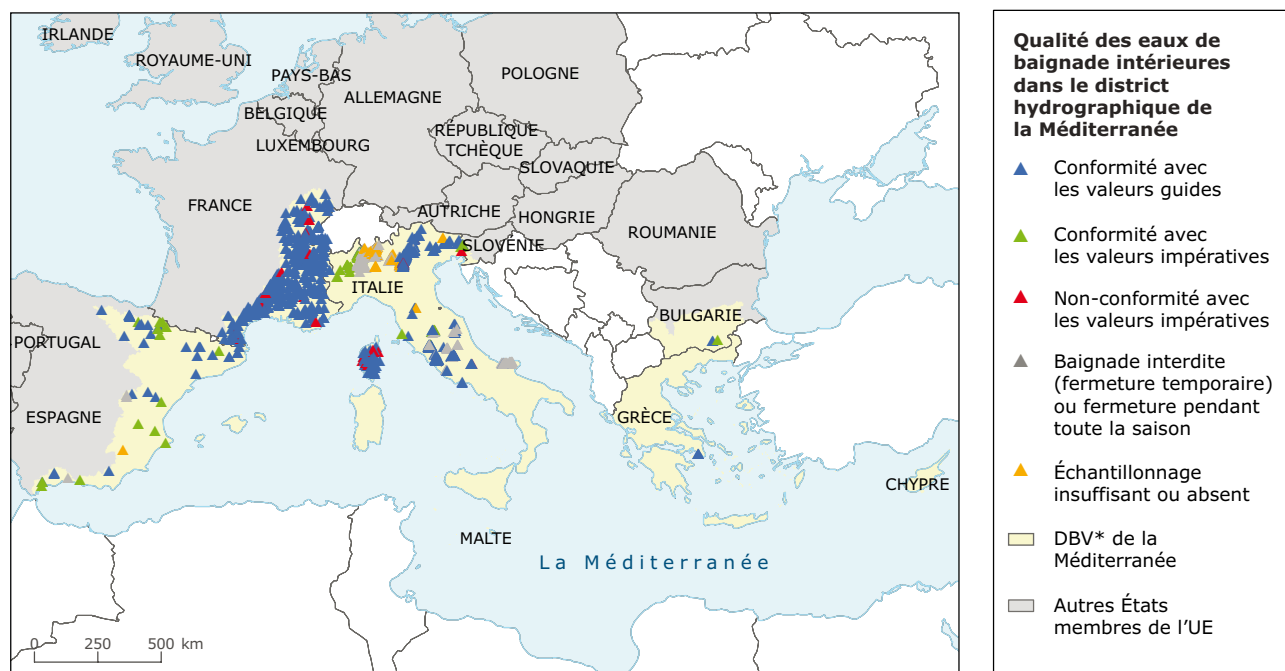 IRLANDE
ROYAUME-UNI
PAYS-BAS
POLOGNE
ALLEMAGNE
BELGIQUE
LUXEMBOURG
RÉPUBLIQUE
TCHÈQUE
SLOVAQUIE
FRANCE
AUTRICHE
HONGRIE
SLOVÉNIE
ROUMANIE
ITALIE
BULGARIE
PORTUGAL
ESPAGNE
GRÈCE
CHYPRE
MALTE
La Méditerranée
0 250 500 km
Qualité des eaux de
baignade intérieures
dans le district
hydrographique de
la Méditerranée
Conformité avec
les valeurs guides
Conformité avec
les valeurs impératives
Non-conformité avec
les valeurs impératives
Baignade interdite
(fermeture temporaire)
ou fermeture pendant
toute la saison
Échantillonnage
insuffisant ou absent
DBV* de la
Méditerranée
Autres États
membres de l'UE